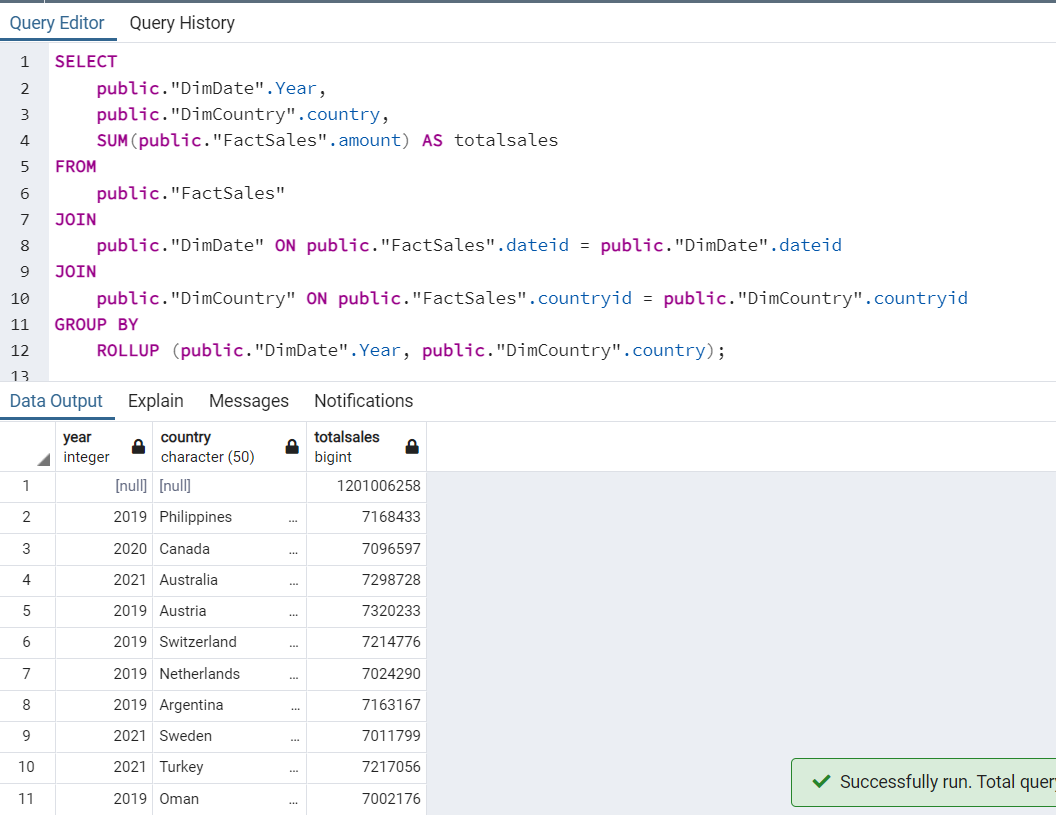 Query Editor Query History
1 SELECT
2 public."DimDate".Year,
3 public."DimCountry".country,
4 SUM(public."FactSales".amount) AS totalsales
5 FROM
6 public."FactSales"
7 JOIN
8 public."DimDate" ON public."FactSales".dateid = public."DimDate".dateid
9 JOIN
10 public."DimCountry" ON public."FactSales".countryid = public."DimCountry".countryid
11 GROUP BY
12 ROLLUP (public."DimDate".Year, public."DimCountry".country);
13
Data Output Explain Messages Notifications
year country totalsales
integer character (50) bigint
1 [null] [null] 1201006258
2 2019 Philippines ... 7168433
3 2020 Canada ... 7096597
4 2021 Australia ... 7298728
5 2019 Austria ... 7320233
6 2019 Switzerland ... 7214776
7 2019 Netherlands ... 7024290
8 2019 Argentina ... 7163167
9 2021 Sweden ... 7011799
10 2021 Turkey ... 7217056
11 2019 Oman ... 7002176
Successfully run. Total query